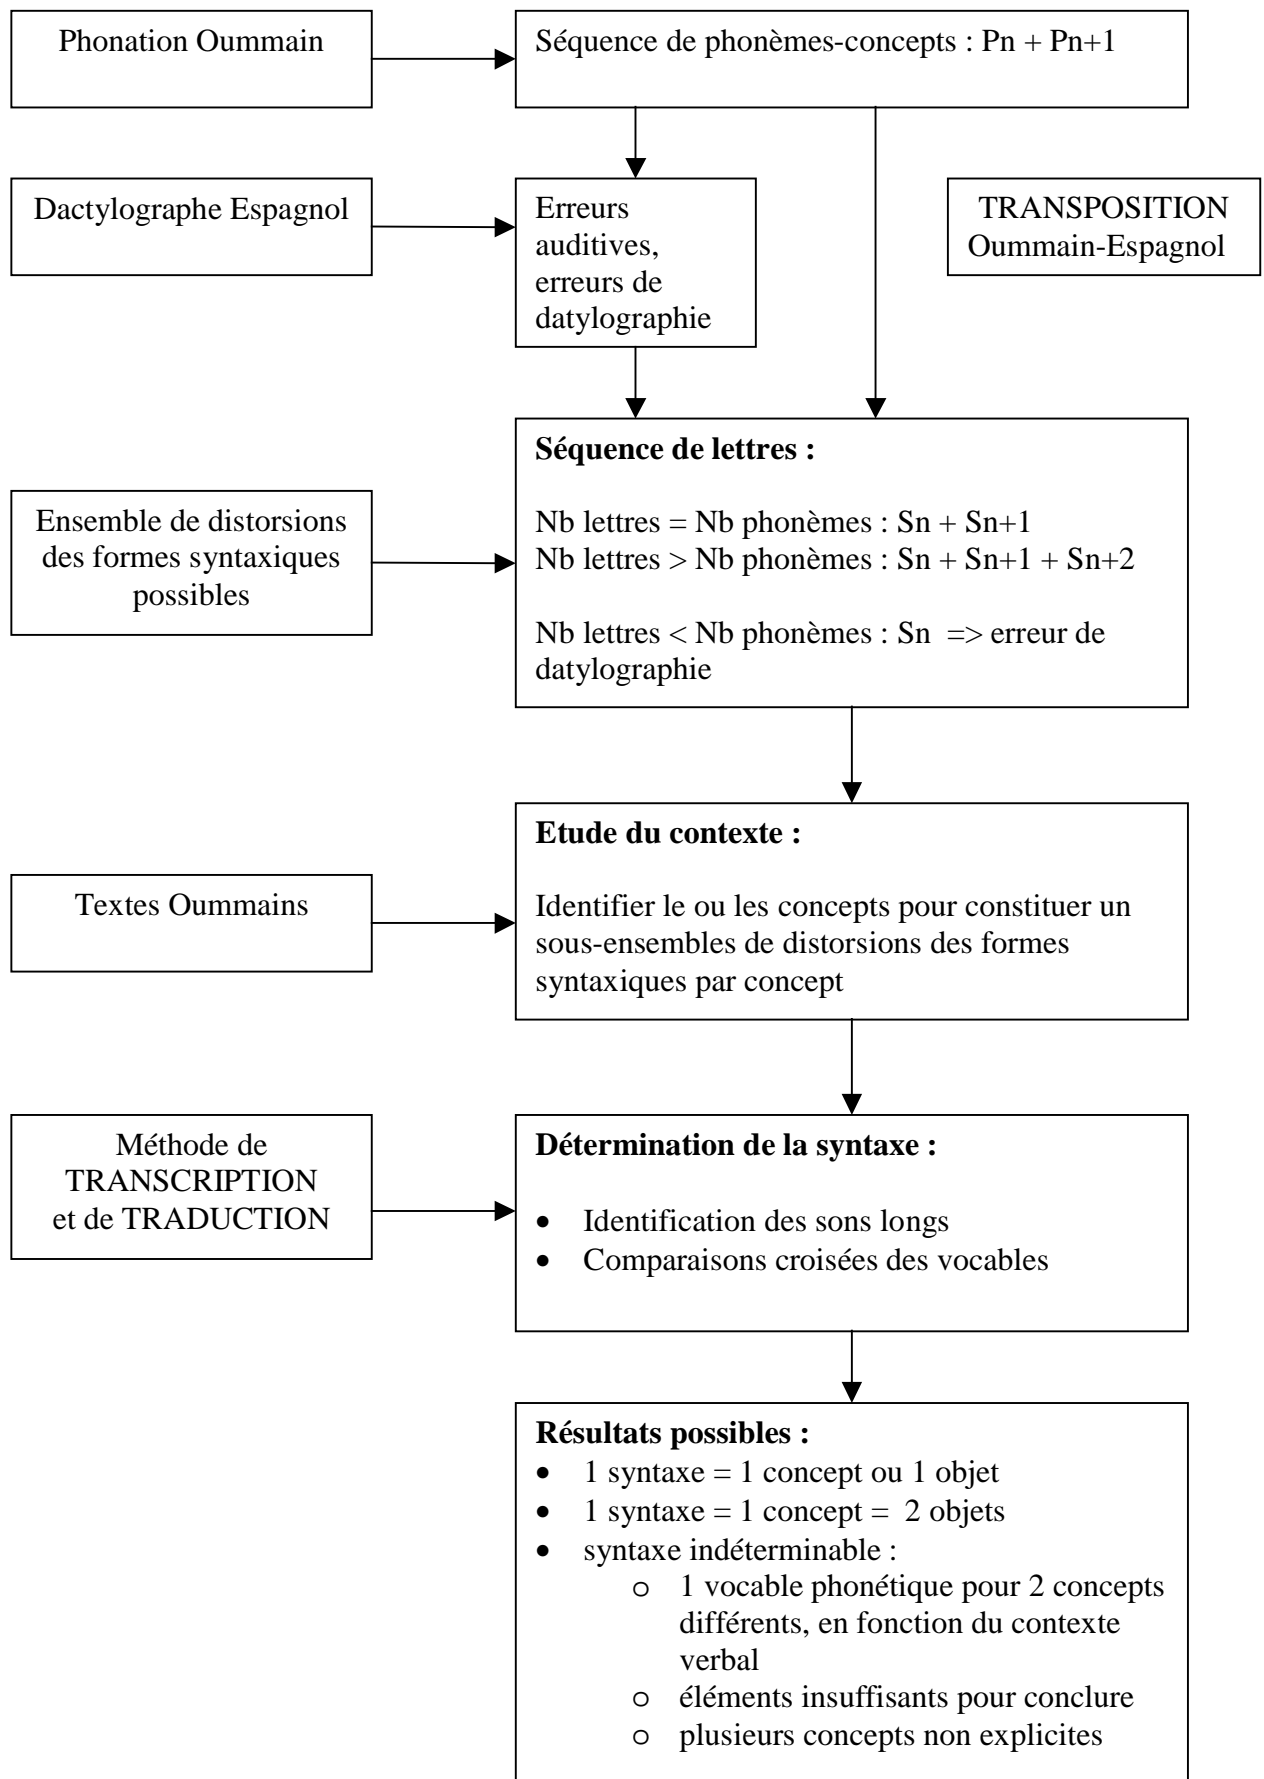 Phonation Oummain
Séquence de phonèmes-concepts : Pn + Pn+1
Dactylographe Espagnol
Erreurs
auditives,
erreurs de
datylographie
TRANSPOSITION
Oummain-Espagnol
Séquence de lettres :
Nb lettres = Nb phonèmes : Sn + Sn+1
Nb lettres > Nb phonèmes : Sn + Sn+1 + Sn+2
Nb lettres < Nb phonèmes : Sn => erreur de
datylographie
Ensemble de distorsions
des formes syntaxiques
possibles
Etude du contexte :
Identifier le ou les concepts pour constituer un
sous-ensembles de distorsions des formes
syntaxiques par concept
Textes Oummains
Méthode de
TRANSCRIPTION
et de TRADUCTION
Détermination de la syntaxe :
• Identification des sons longs
• Comparaisons croisées des vocables
Résultats possibles :
• 1 syntaxe = 1 concept ou 1 objet
• 1 syntaxe = 1 concept = 2 objets
• syntaxe indéterminable :
o 1 vocable phonétique pour 2 concepts
différents, en fonction du contexte
verbal
o éléments insuffisants pour conclure
o plusieurs concepts non explicites